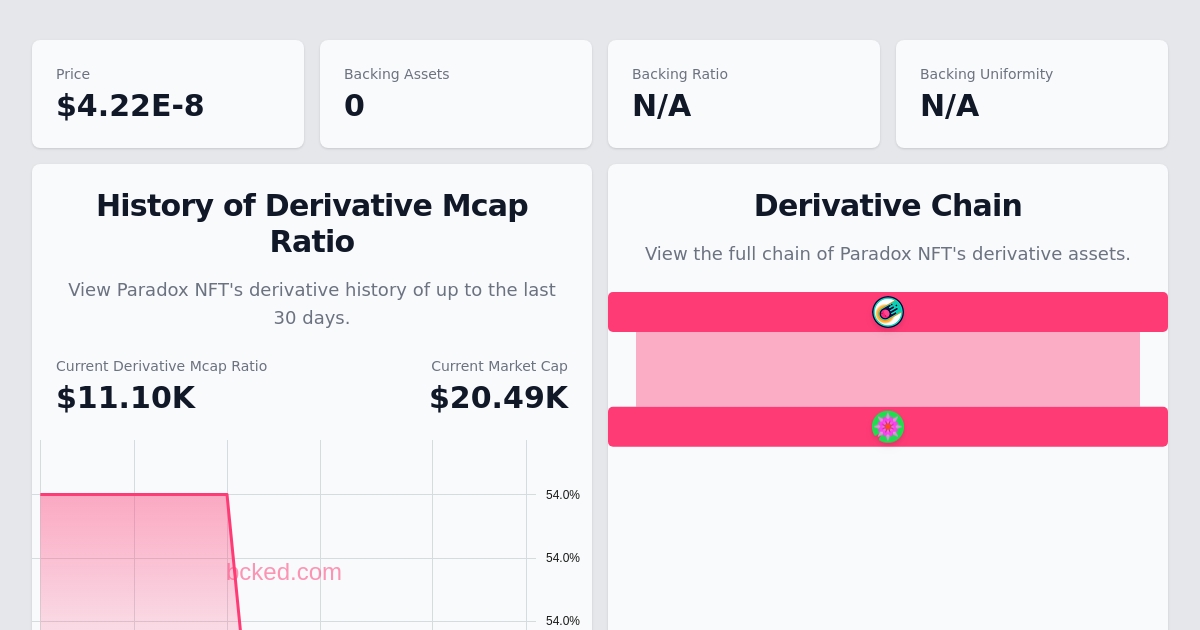 Price
$4.22E-8
Backing Assets
0
Backing Ratio
N/A
Backing Uniformity
N/A
History of Derivative Mcap
Ratio
View Paradox NFT's derivative history of up to the last
30 days.
Current Derivative Mcap Ratio
$11.10K
Current Market Cap
$20.49K
54.0%
54.0%
bcked.com
54.0%
Derivative Chain
View the full chain of Paradox NFT's derivative assets.